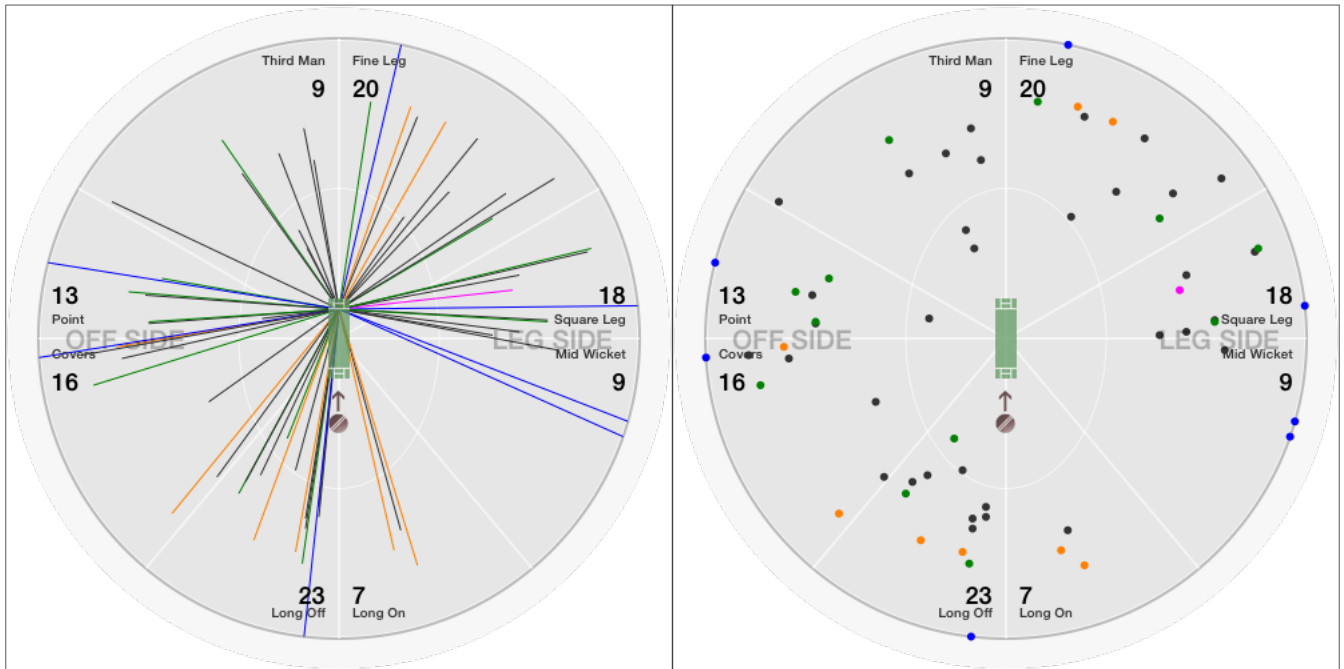 Third Man Fine Leg
9 20
13 18
Point Square Leg
OFF SIDE LEG SIDE
Covers Mid Wicket
16 9
23 7
Long Off Long On
Third Man Fine Leg
9 20
13 18
Point Square Leg
OFF SIDE LEG SIDE
Covers Mid Wicket
16 9
23 7
Long Off Long On